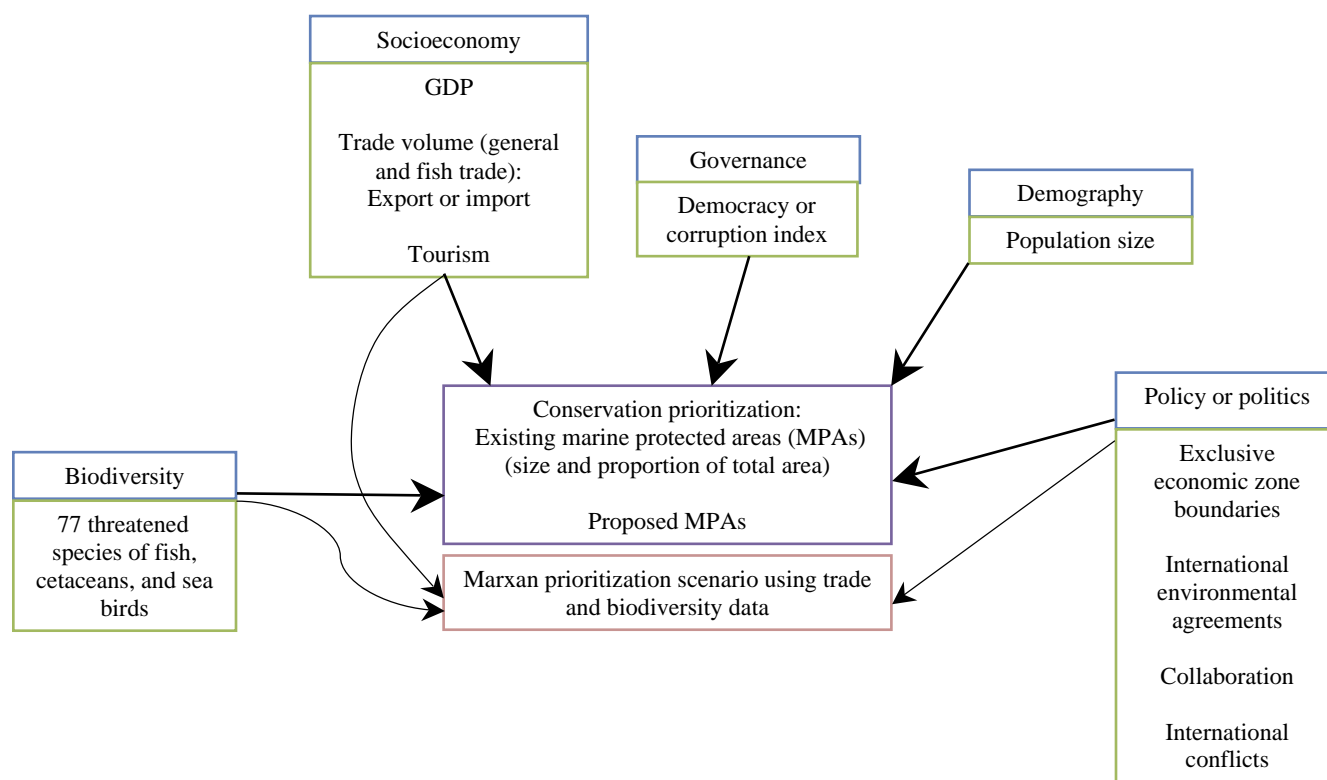 Socioeconomy
GDP
Trade volume (general
and fish trade):
Export or import
Tourism
Governance
Democracy or
corruption index
Demography
Population size
Conservation prioritization:
Existing marine protected areas (MPAs)
(size and proportion of total area)
Proposed MPAs
Policy or politics
Exclusive
economic zone
boundaries
International
environmental
agreements
Collaboration
International
conflicts
Biodiversity
77 threatened
species of fish,
cetaceans, and sea
birds
Marxan prioritization scenario using trade
and biodiversity data